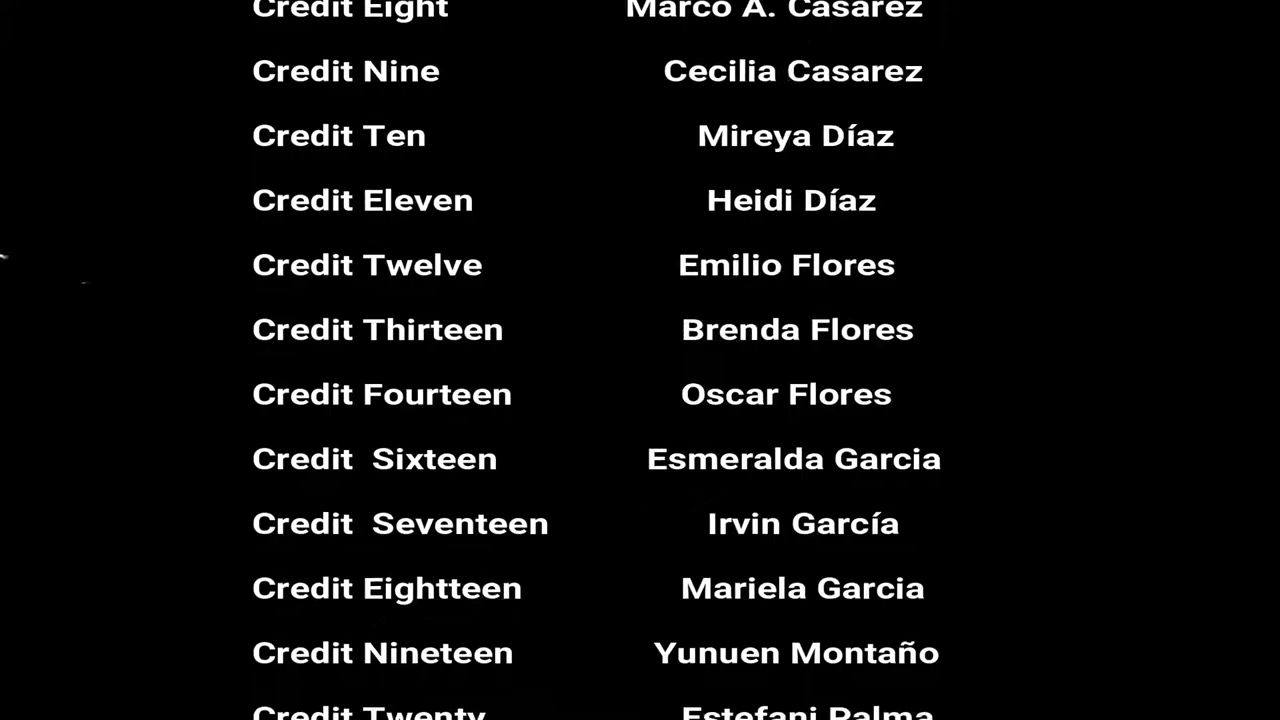 Credit Eight Marco A. Casarez
Credit Nine Cecilia Casarez
Credit Ten Mireya Díaz
Credit Eleven Heidi Díaz
Credit Twelve Emilio Flores
Credit Thirteen Brenda Flores
Credit Fourteen Oscar Flores
Credit  Sixteen Esmeralda Garcia
Credit  Seventeen Irvin García
Credit Eightteen Mariela Garcia
Credit Nineteen Yunuen Montaño
Credit Twenty Estefani Palma